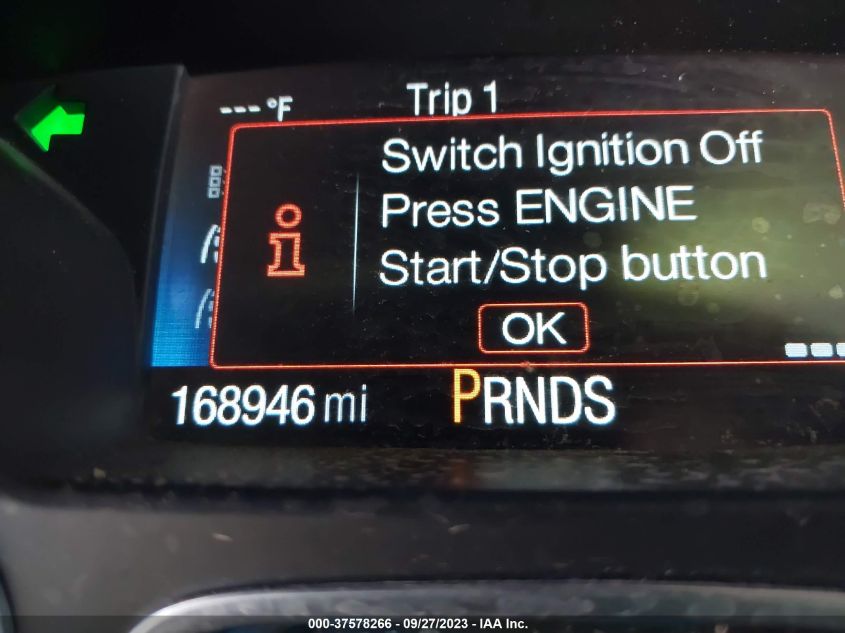 ---°F
Trip 1
Switch Ignition Off
Press ENGINE
Start/Stop button
OK
168946 mi
PRNDS
000-37578266 - 09/27/2023 - IAA Inc.